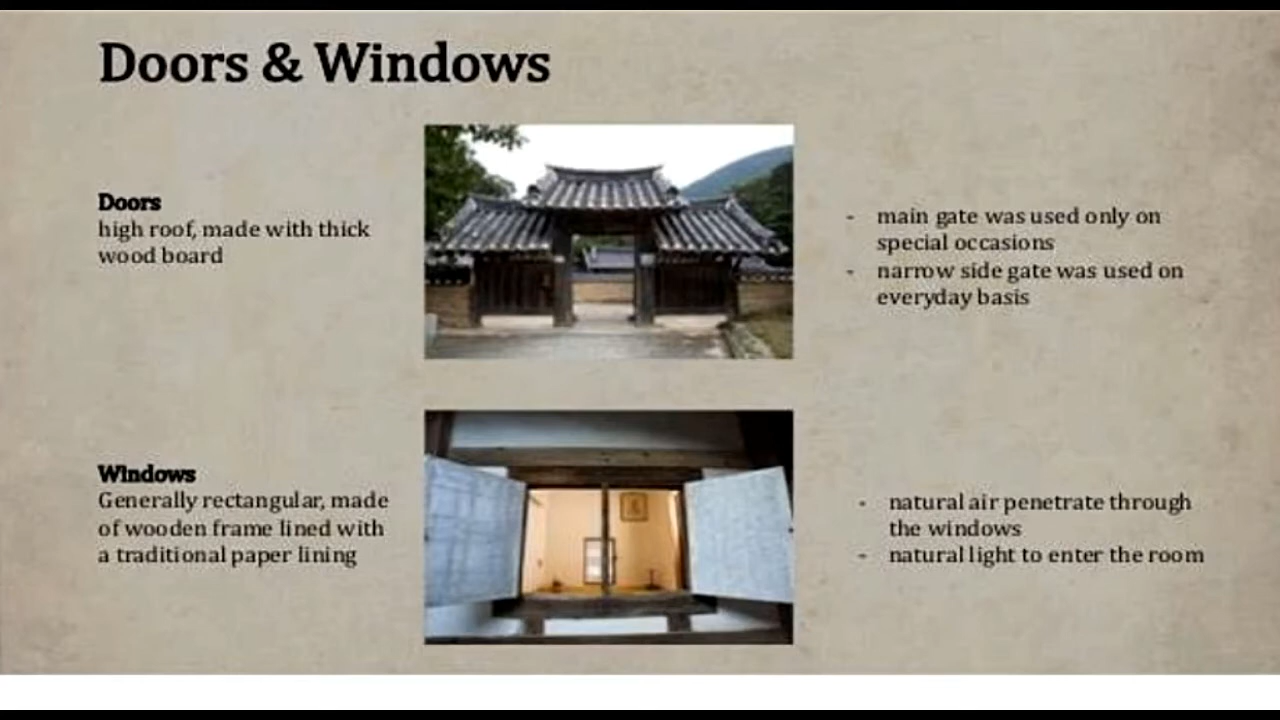 Doors & Windows
Doors
high roof, made with thick
wood board
- main gate was used only on
special occasions
- narrow side gate was used on
everyday basis
Windows
Generally rectangular, made
of wooden frame lined with
a traditional paper lining
- natural air penetrate through
the windows
- natural light to enter the room